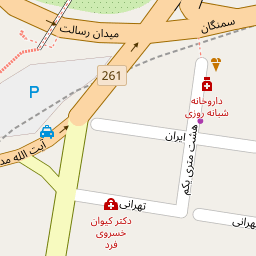 سمنگان
میدان رسالت
261
P
داروخانه
شبانه روزی
ایران
هشت متری یکم
آیت الله مد
تهرانی
تهرانی
دکتر کیوان
خسروی
فرد